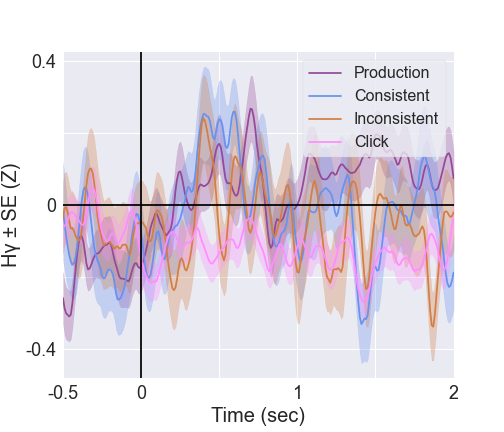 Hγ ± SE (Z)
0.4
0
-0.4
Production
Consistent
Inconsistent
Click
-0.5
0
1
2
Time (sec)